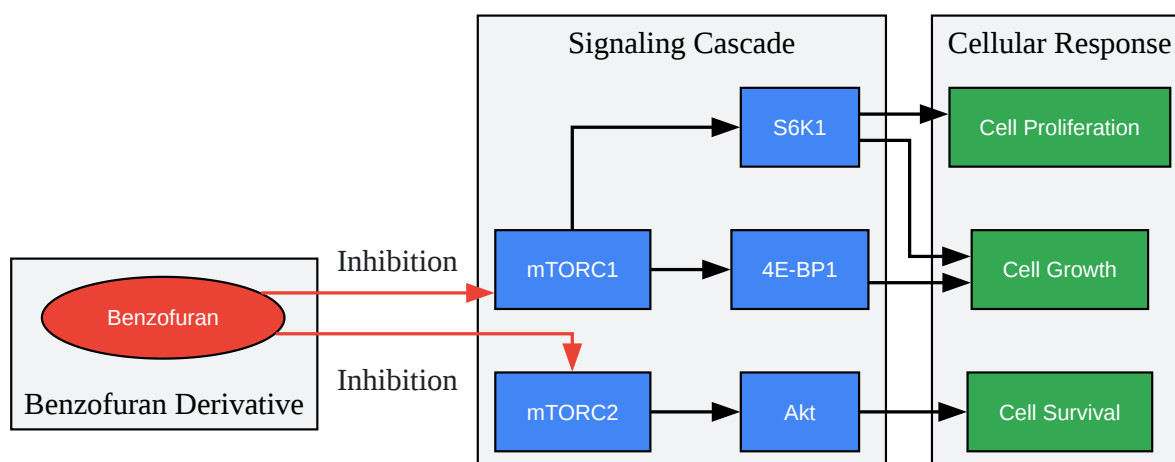 Signaling Cascade
Cellular Response
S6K1
Cell Proliferation
Inhibition
mTORC1
4E-BP1
Cell Growth
Benzofuran
Inhibition
Benzofuran Derivative
mTORC2
Akt
Cell Survival